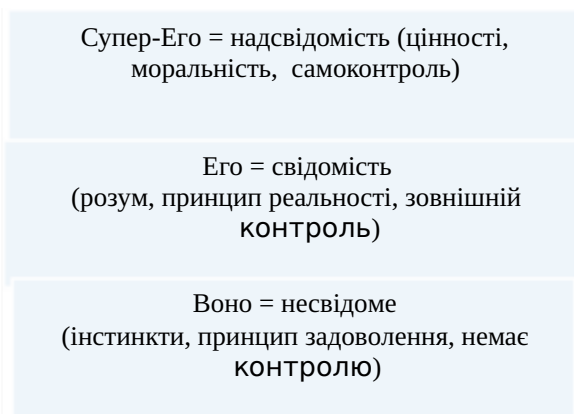 Супер-Его = надсвідомість (цінності,
моральність,  самоконтроль)
Его = свідомість
(розум, принцип реальності, зовнішній
контроль)
Воно = несвідоме
(інстинкти, принцип задоволення, немає
контролю)